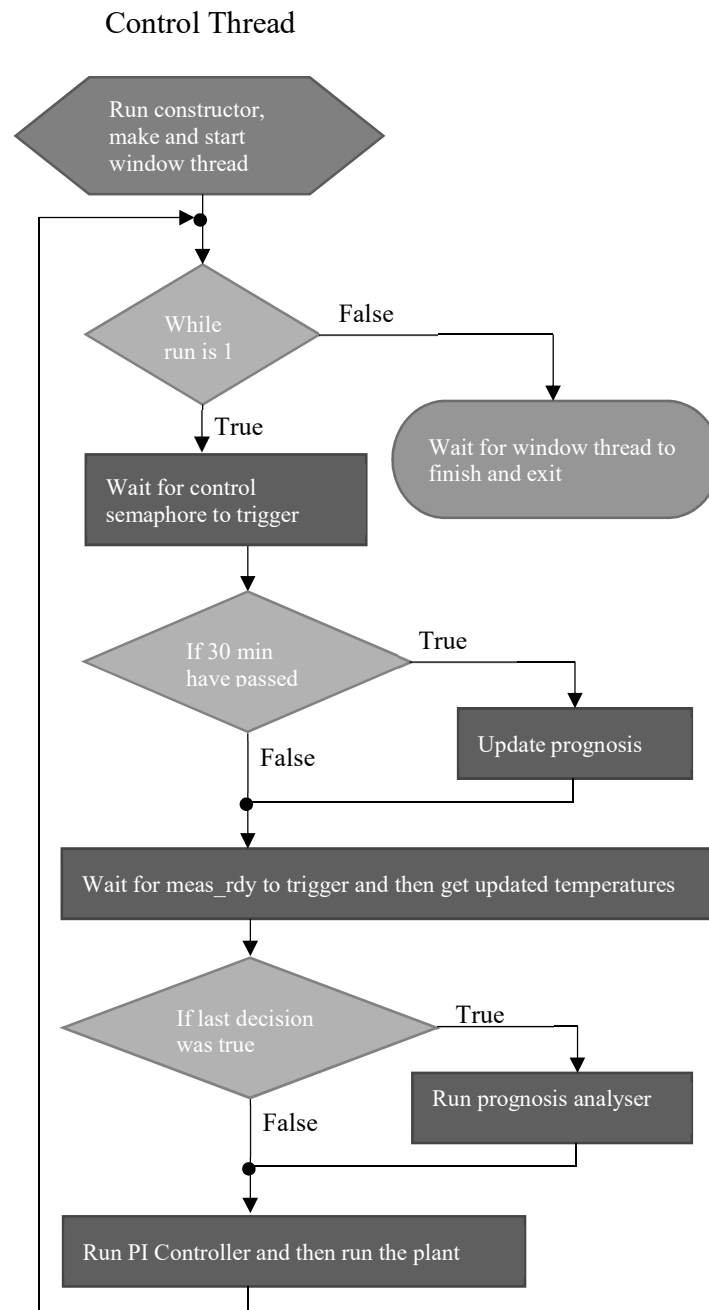 Control Thread
Run constructor,
make and start
window thread
While
run is 1
False
True
Wait for window thread to
finish and exit
Wait for control
semaphore to trigger
If 30 min
have passed
True
Update prognosis
False
Wait for meas_rdy to trigger and then get updated temperatures
If last decision
was true
True
Run prognosis analyser
False
Run PI Controller and then run the plant